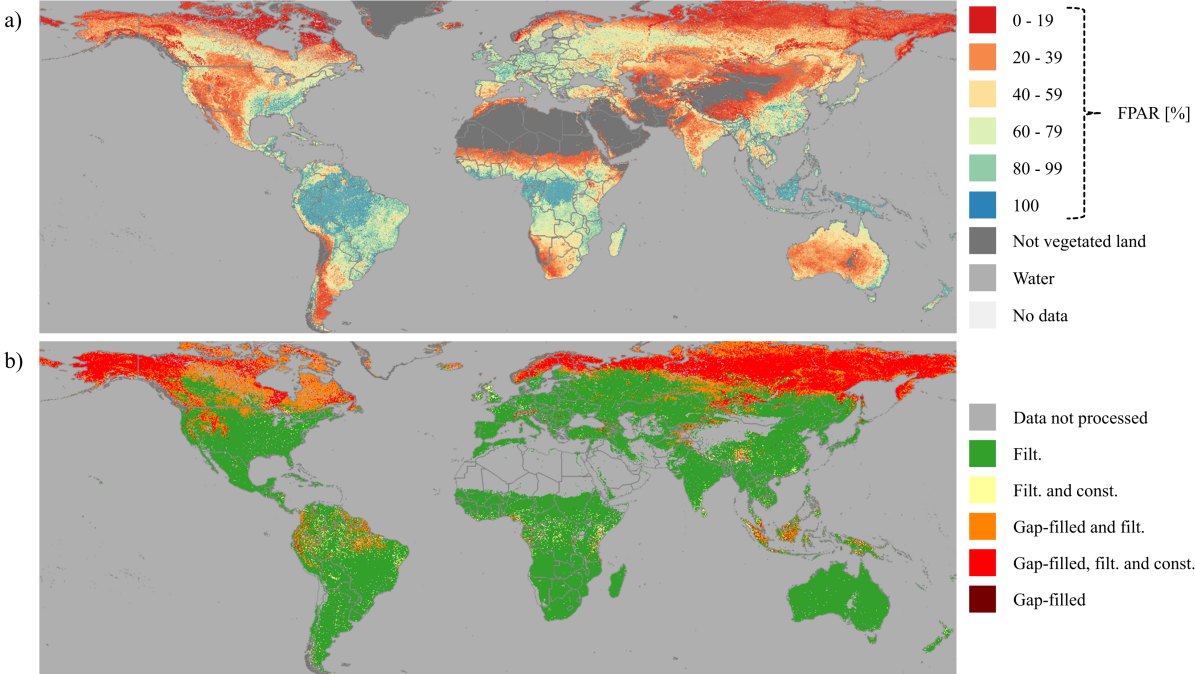 a)
0 - 19
20 - 39
40 - 59
60 - 79
80 - 99
100
FPAR [%]
Not vegetated land
Water
No data
b)
Data not processed
Filt.
Filt. and const.
Gap-filled and filt.
Gap-filled, filt. and const.
Gap-filled